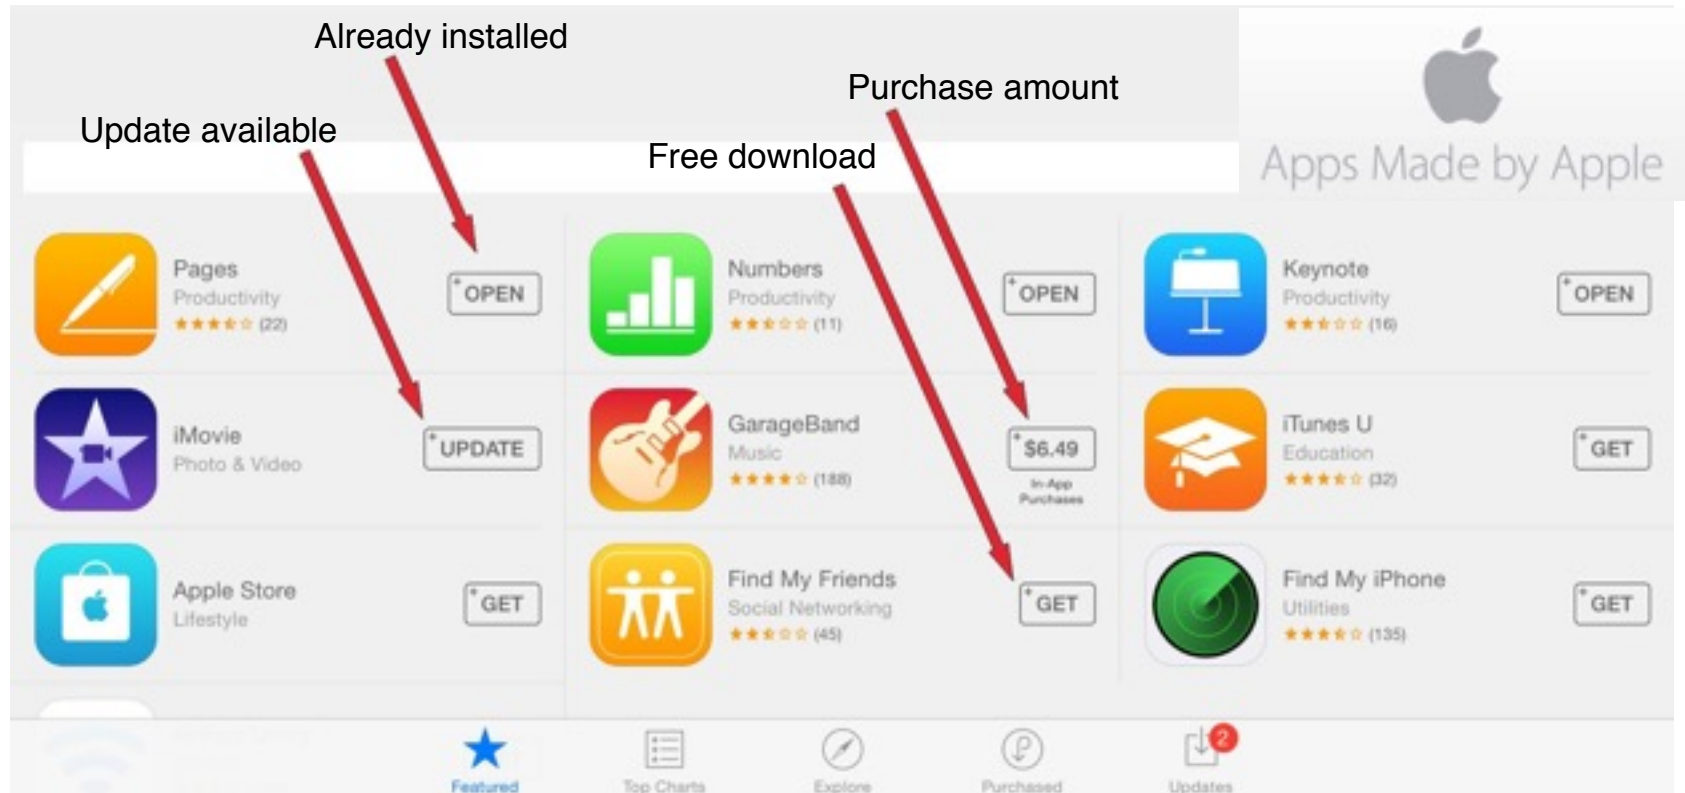 Already installed
Purchase amount
Update available
Free download
Apps Made by Apple
Pages
Productivity
(22)
+OPEN
Numbers
Productivity
(11)
+OPEN
Keynote
Productivity
(16)
+OPEN
iMovie
Photo & Video
+UPDATE
GarageBand
Music
(188)
+$6.49
In-App
Purchases
iTunes U
Education
(32)
+GET
Apple Store
Lifestyle
+GET
Find My Friends
Social Networking
(45)
+GET
Find My iPhone
Utilities
(135)
+GET
Featured
Top Charts
Explore
Purchased
2
Updates